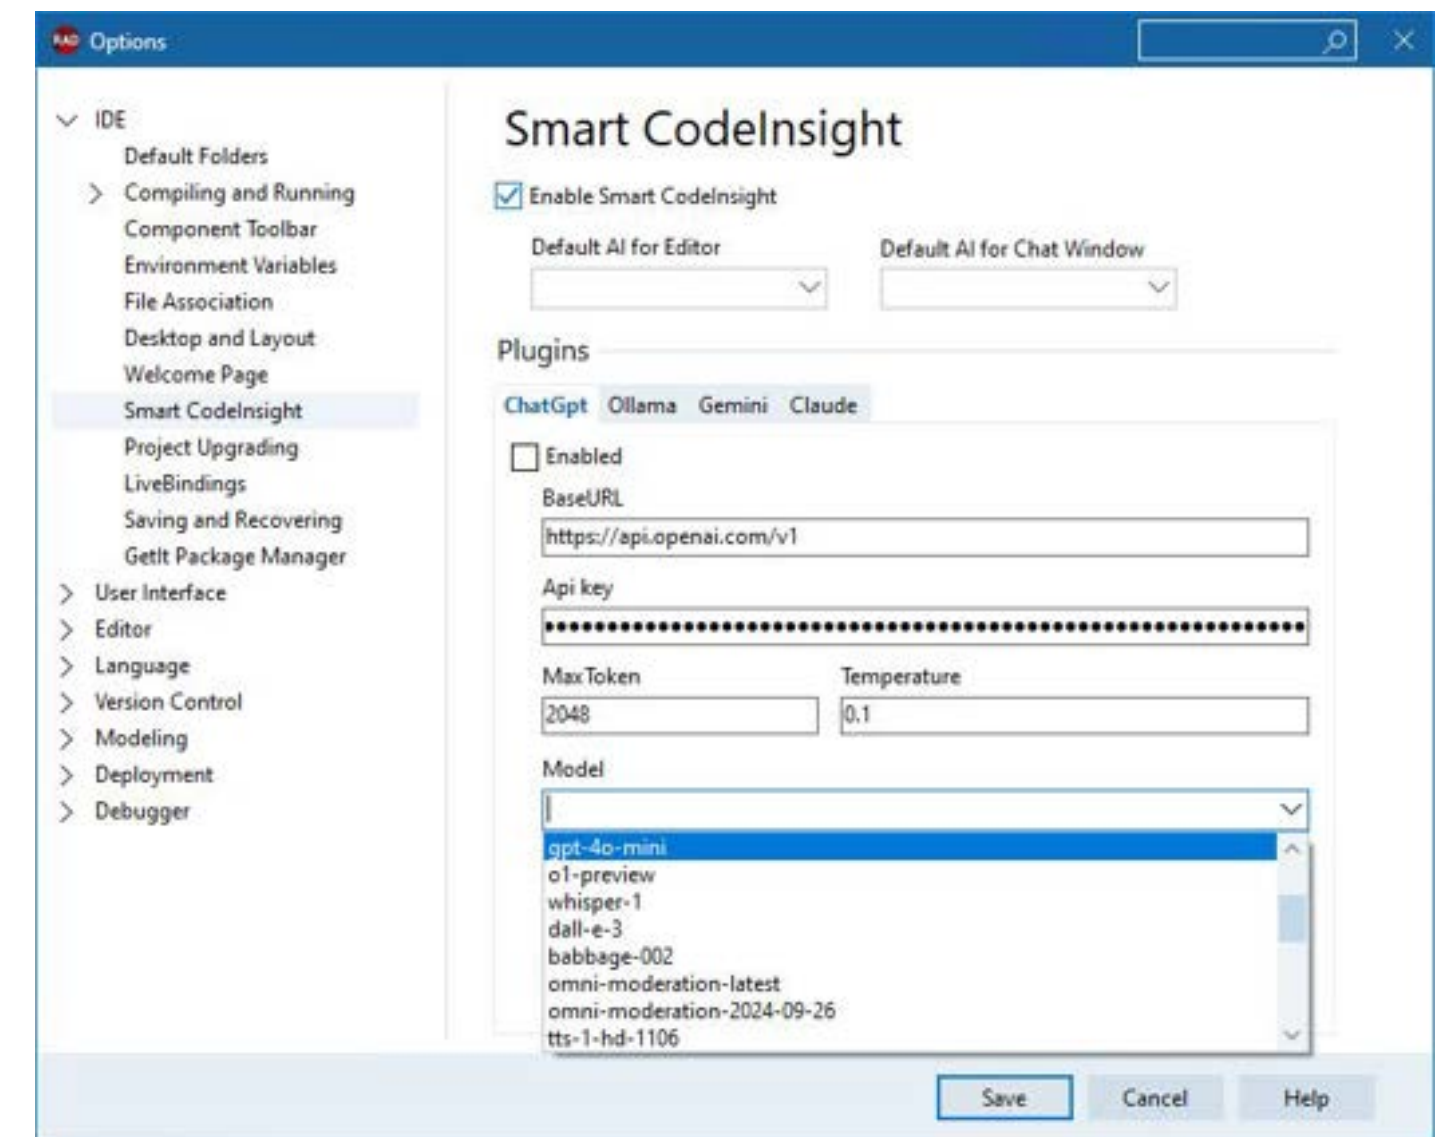 RAD Options
IDE
Default Folders
Compiling and Running
Component Toolbar
Environment Variables
File Association
Desktop and Layout
Welcome Page
Smart CodeInsight
Project Upgrading
LiveBindings
Saving and Recovering
GetIt Package Manager
User Interface
Editor
Language
Version Control
Modeling
Deployment
Debugger
Smart CodeInsight
Enable Smart CodeInsight
Default AI for Editor
Default AI for Chat Window
Plugins
ChatGpt Ollama Gemini Claude
Enabled
BaseURL
https://api.openai.com/v1
Api key
MaxToken Temperature
2048 0.1
Model
gpt-4o-mini
o1-preview
whisper-1
dall-e-3
babbage-002
omni-moderation-latest
omni-moderation-2024-09-26
tts-1-hd-1106
Save Cancel Help